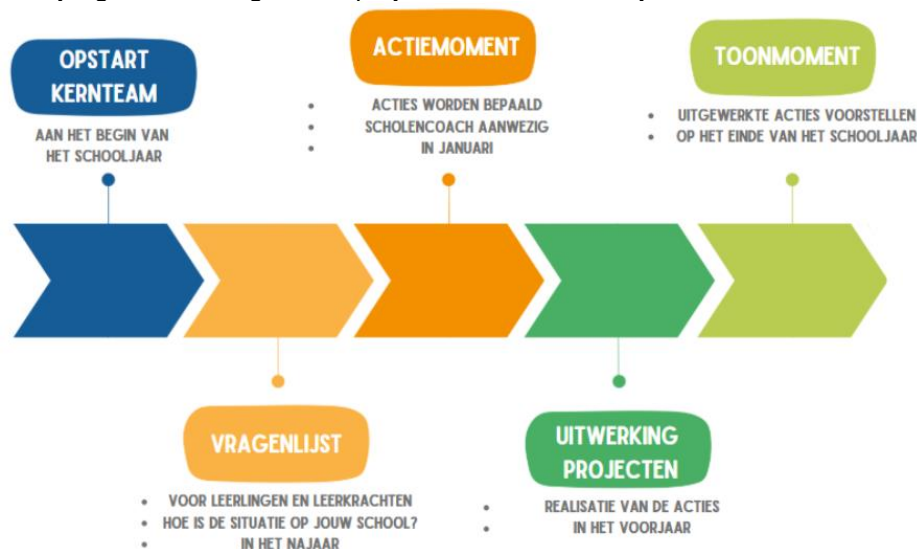 OPSTART
KERNTEAM
AAN HET BEGIN VAN
HET SCHOOLJAAR
VRAGENLIJST
• VOOR LEERLINGEN EN LEERKRACHTEN
• HOE IS DE SITUATIE OP JOUW SCHOOL?
• IN HET NAJAAR
ACTIEMOMENT
• ACTIES WORDEN BEPAALD
• SCHOLENCOACH AANWEZIG
• IN JANUARI
UITWERKING
PROJECTEN
• REALISATIE VAN DE ACTIES
• IN HET VOORJAAR
TOONMOMENT
• UITGEWERKTE ACTIES VOORSTELLEN
• OP HET EINDE VAN HET SCHOOLJAAR